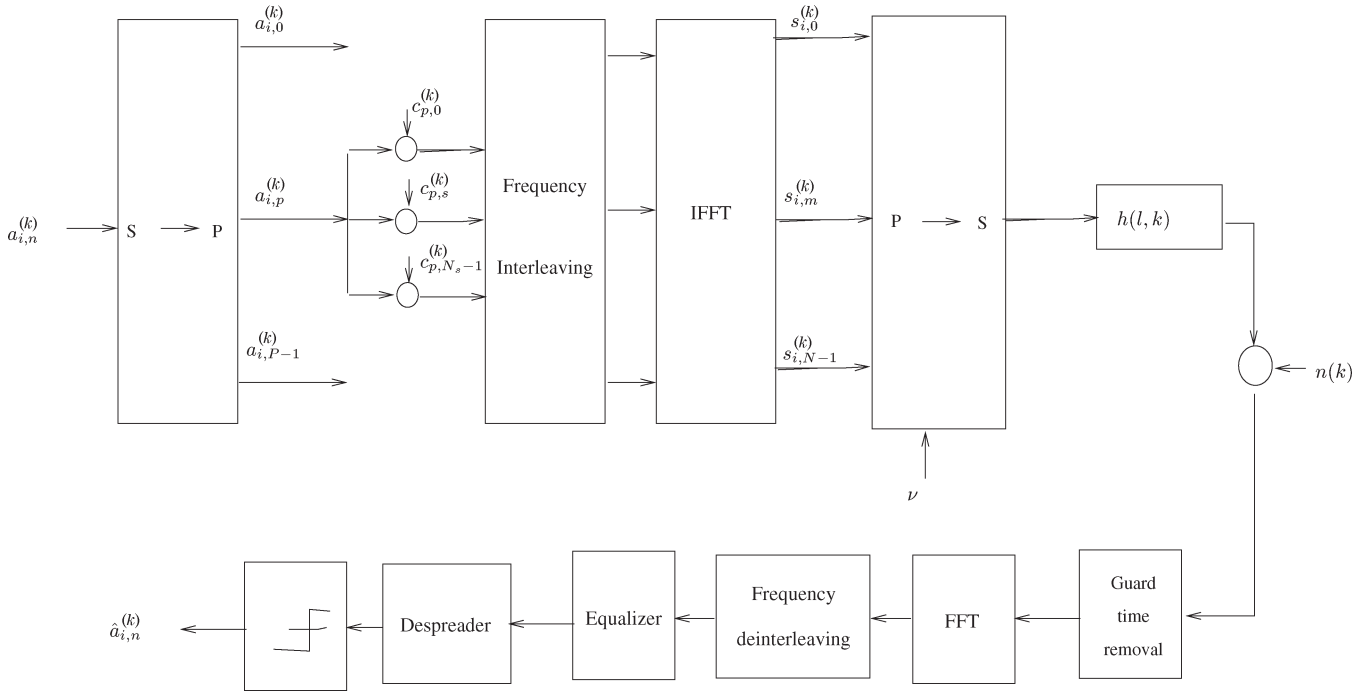 a_{i,n}^{(k)}
S P
a_{i,0}^{(k)}
a_{i,p}^{(k)}
a_{i,P-1}^{(k)}
c_{p,0}^{(k)}
c_{p,s}^{(k)}
c_{p,N_s-1}^{(k)}
Frequency
Interleaving
IFFT
s_{i,0}^{(k)}
s_{i,m}^{(k)}
s_{i,N-1}^{(k)}
P S
ν
h(l, k)
n(k)
Guard
time
removal
FFT
Frequency
deinterleaving
Equalizer
Despreader
â_{i,n}^{(k)}